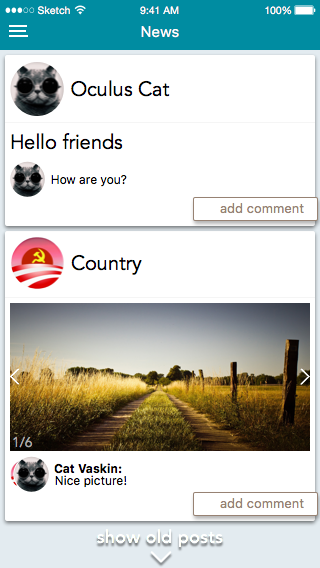 Sketch 9:41 AM 100%
News
Oculus Cat
Hello friends
How are you?
add comment
Country
1/6
Cat Vaskin:
Nice picture!
add comment
show old posts